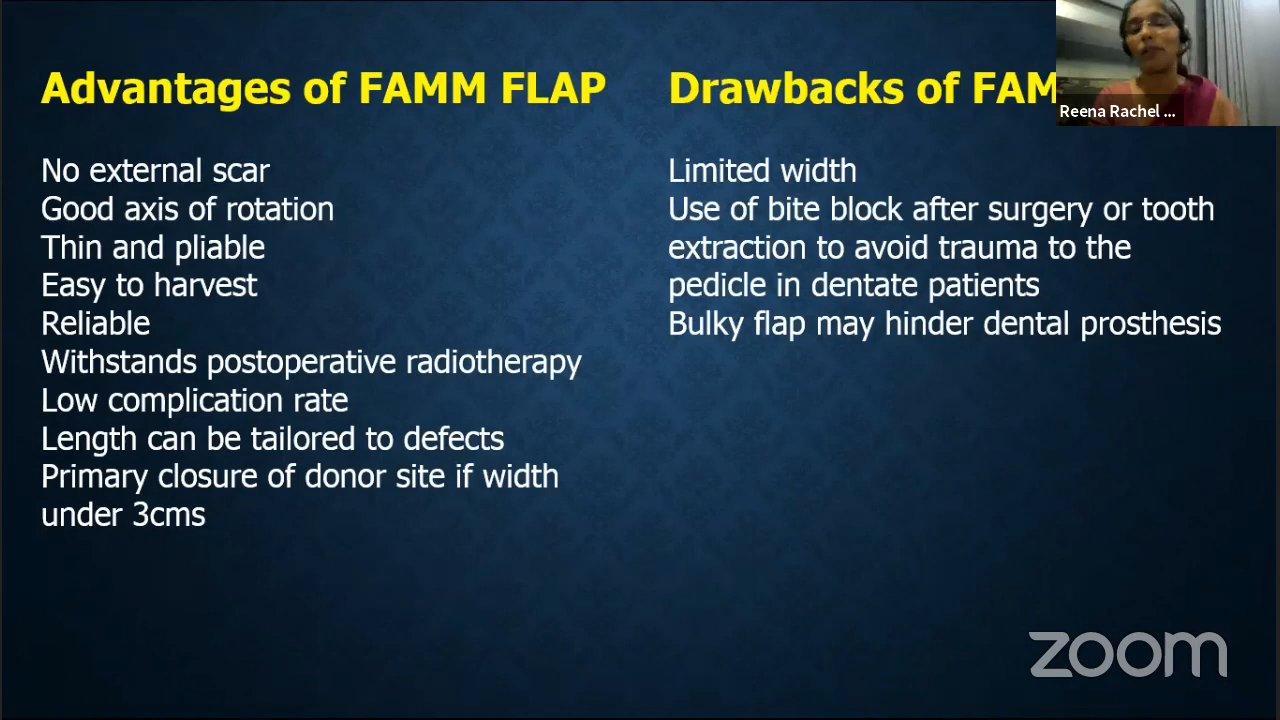 Advantages of FAMM FLAP
No external scar
Good axis of rotation
Thin and pliable
Easy to harvest
Reliable
Withstands postoperative radiotherapy
Low complication rate
Length can be tailored to defects
Primary closure of donor site if width
under 3cms
Drawbacks of FAM
Limited width
Use of bite block after surgery or tooth
extraction to avoid trauma to the
pedicle in dentate patients
Bulky flap may hinder dental prosthesis
Reena Rachel ...
zoom